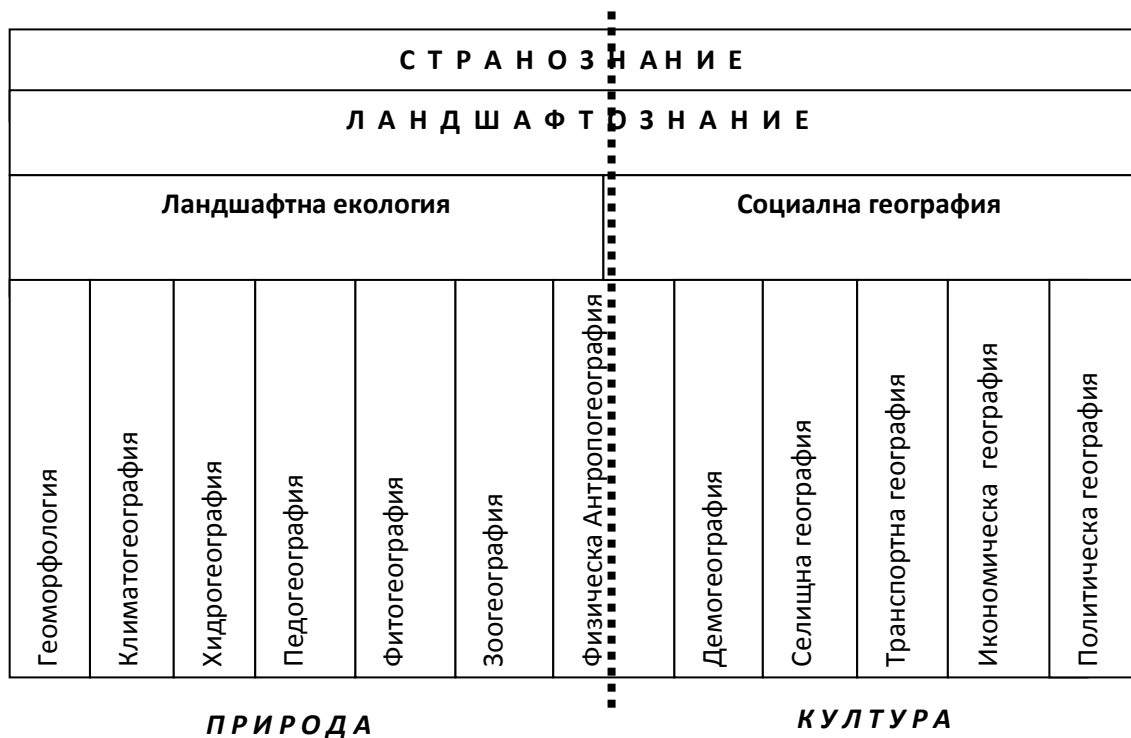 СТРАНОЗНАНИЕ
ЛАНДШАФТОЗНАНИЕ
Ландшафтна екология
Социална география
Геоморфология
Климатогеография
Хидрогеография
Педогеография
Фитогеография
Зоогеография
Физическа Антропогеография
Демогеография
Селищна география
Транспортна география
Икономическа география
Политическа география
ПРИРОДА
КУЛТУРА